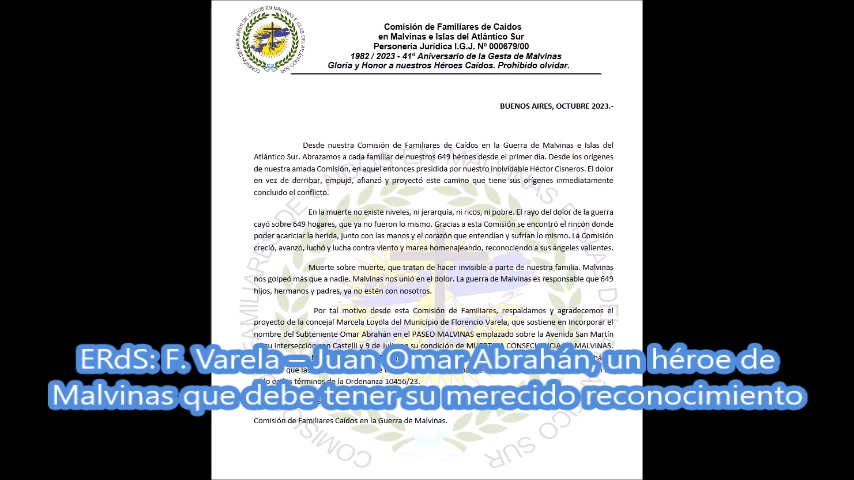 Comisión de Familiares de Caídos
en Malvinas e Islas del Atlántico Sur
Personería Jurídica I.G.J. Nº 000679/00
1982 / 2023 - 41º Aniversario de la Gesta de Malvinas
Gloria y Honor a nuestros Héroes Caídos. Prohibido olvidar.
BUENOS AIRES, OCTUBRE 2023.-
Desde nuestra Comisión de Familiares de Caídos en la Guerra de Malvinas e Islas del
Atlántico Sur. Abrazamos a cada familiar de nuestros 649 héroes desde el primer día. Desde los orígenes
de nuestra amada Comisión, en aquel entonces presidida por nuestro inolvidable Héctor Cisneros. El dolor
en vez de derribar, empujó, afianzó y proyectó este camino que tiene sus orígenes inmediatamente
concluido el conflicto.
En la muerte no existe niveles, ni jerarquía, ni ricos, ni pobre. El rayo del dolor de la guerra
cayó sobre 649 hogares, que ya no fueron lo mismo. Gracias a esta Comisión se encontró el rincón donde
poder acariciar la herida, junto con las manos y el corazón que entendían y sufrían lo mismo. La Comisión
creció, avanzó, luchó y lucha contra viento y marea homenajeando, reconociendo a sus ángeles valientes.
Muerte sobre muerte, que tratan de hacer invisible a parte de nuestra familia. Malvinas
nos golpeó más que a nadie. Malvinas nos unió en el dolor. La guerra de Malvinas es responsable que 649
hijos, hermanos y padres, ya no estén con nosotros.
Por tal motivo desde esta Comisión de Familiares, respaldamos y agradecemos el
proyecto de la concejal Marcela Loyola del Municipio de Florencio Varela, que sostiene en Incorporar el
nombre del Subteniente Omar Abrahán en el PASEO MALVINAS emplazado sobre la Avenida San Martín
intersección con Castelli y 9 de Julio su condición de MALVINAS.
ERdS: F. Varela – Juan Omar Abrahán, un héroe de
términos de la Ordenanza 10456/23.
Malvinas que debe tener su merecido reconocimiento
Comisión de Familiares Caídos en la Guerra de Malvinas.